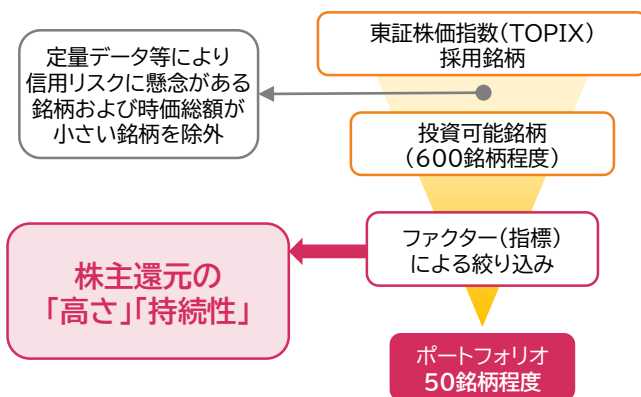 東証株価指数(TOPIX)
採用銘柄
定量データ等により
信用リスクに懸念がある
銘柄および時価総額が
小さい銘柄を除外
投資可能銘柄
(600銘柄程度)
ファクター(指標)
による絞り込み
株主還元の
「高さ」「持続性」
ポートフォリオ
50銘柄程度